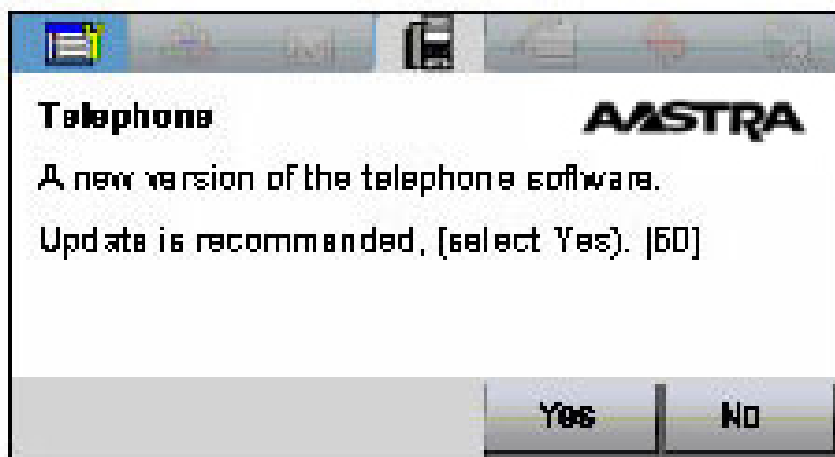 Telephone
AASTRA
A new version of the telephone software.
Update is recommended, (select Yes). [60]
Yes
No